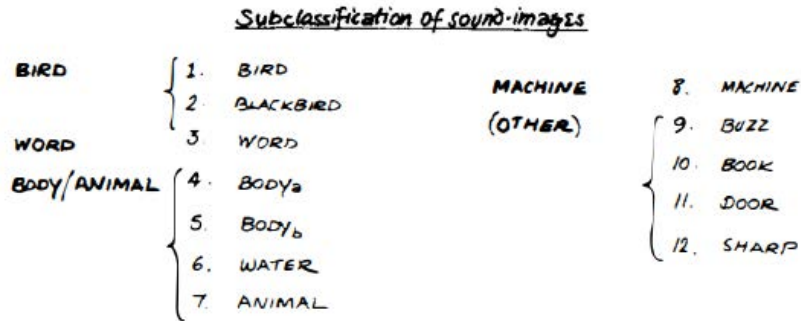 Subclassification of sound-images
BIRD
1. BIRD
2. BLACKBIRD
WORD
3. WORD
BODY/ANIMAL
4. BODYa
5. BODYb
6. WATER
7. ANIMAL
MACHINE
8. MACHINE
(OTHER)
9. BUZZ
10. BOOK
11. DOOR
12. SHARP